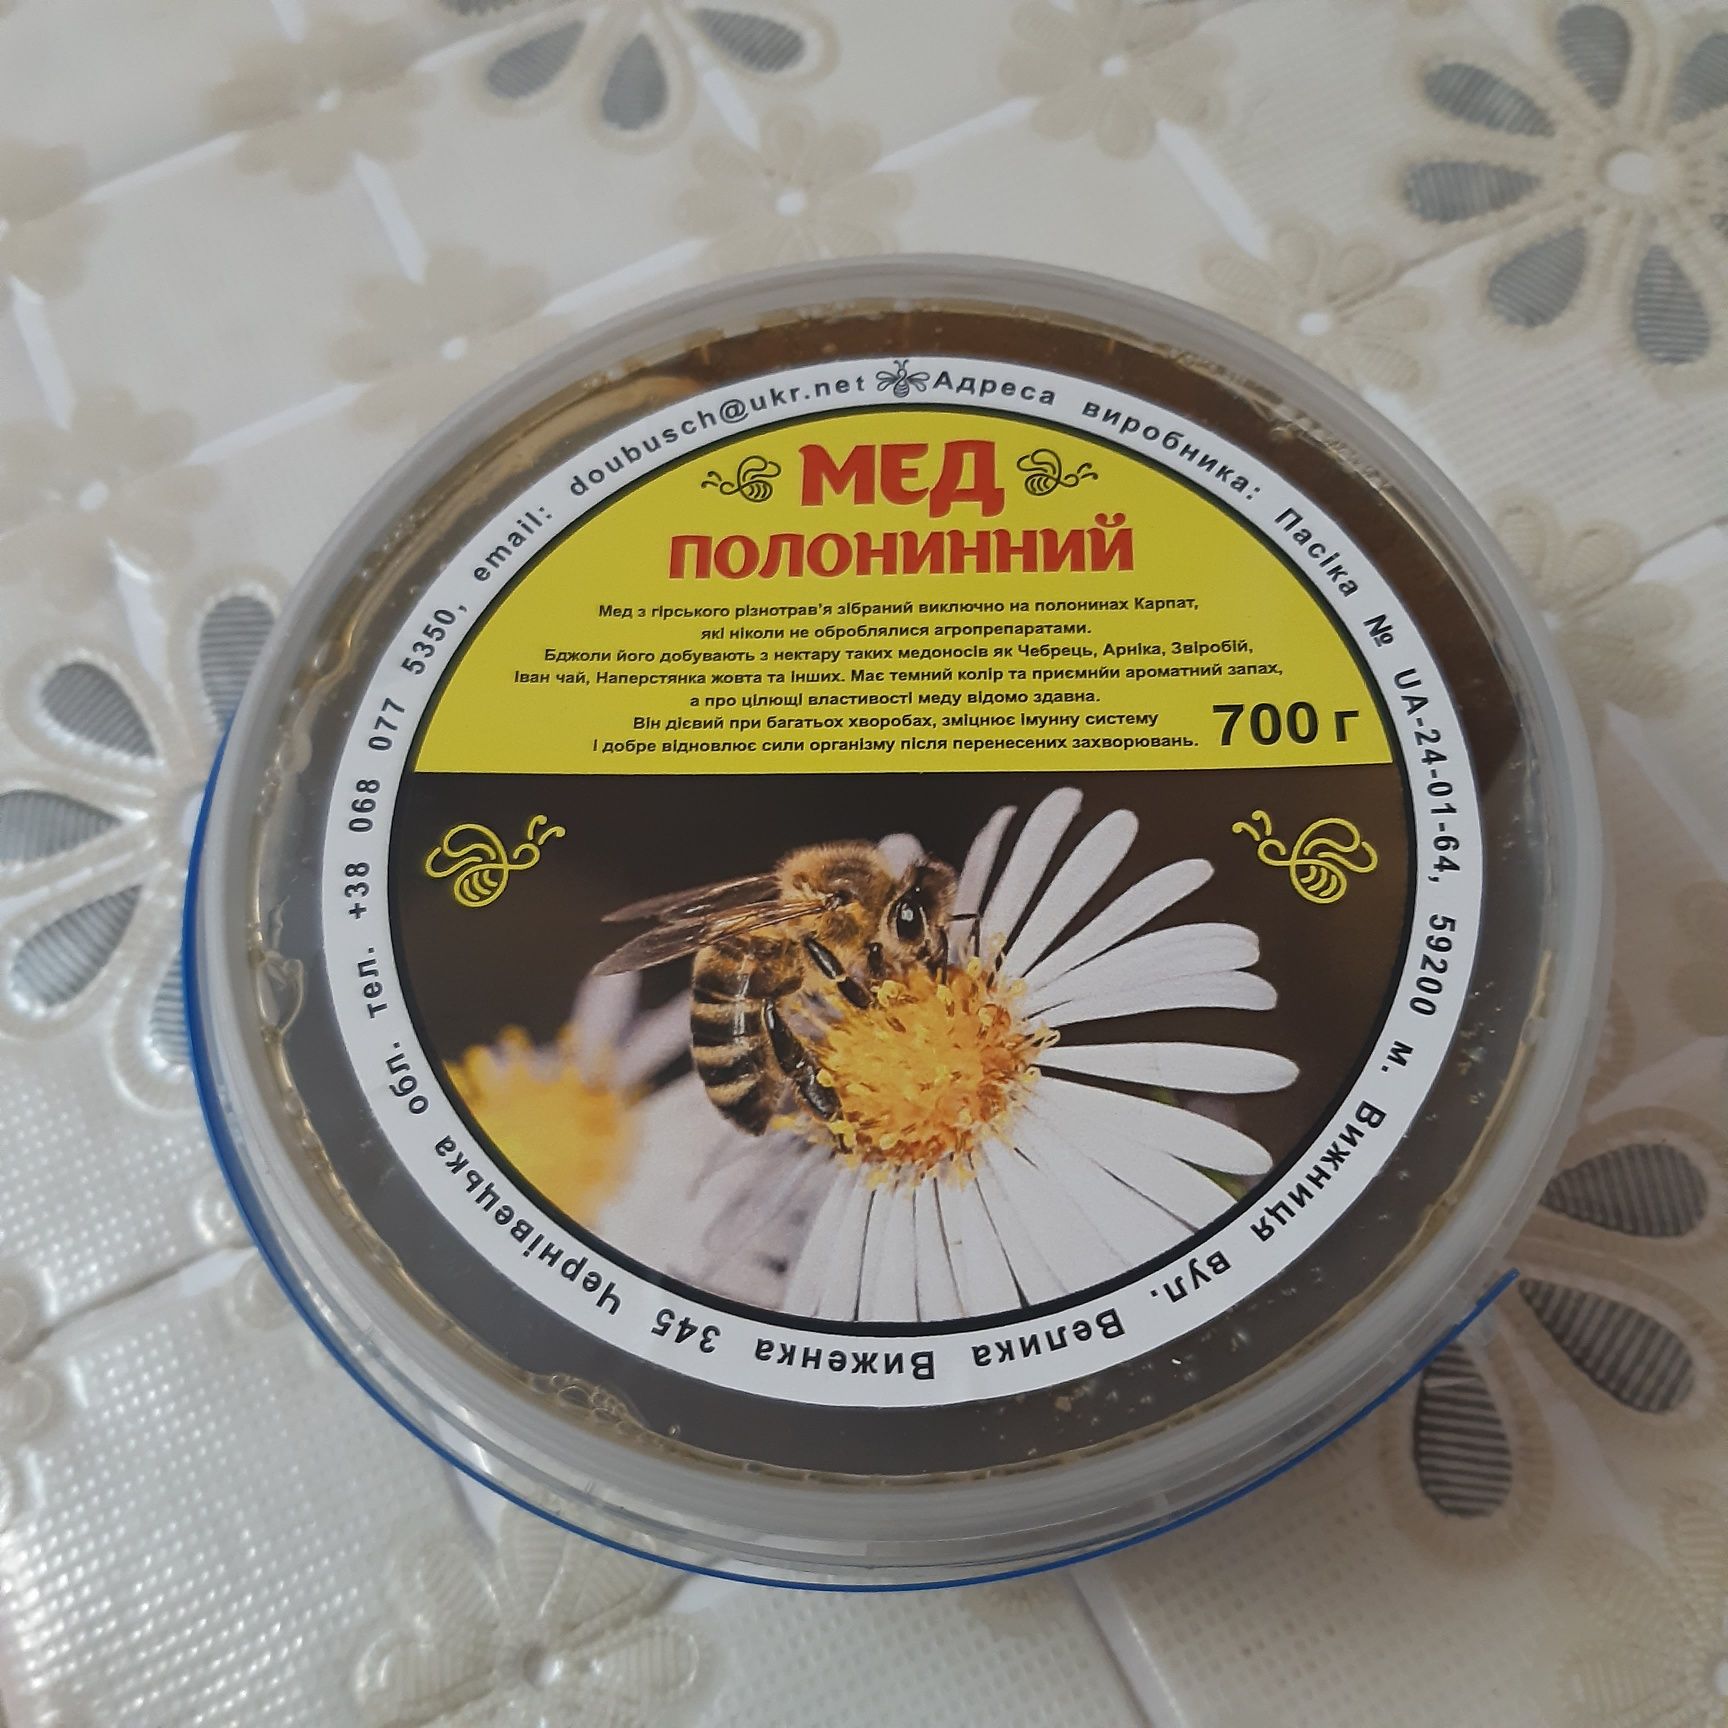 МЕД
ПОЛОНИННИЙ
Мед з гірського різнотрав’я зібраний виключно на полонинах Карпат,
які ніколи не оброблялися агропрепаратами.
Бджоли його добувають з нектару таких медоносів як Чебрець, Арніка, Звіробій,
Іван чай, Наперстянка жовта та інших. Має темний колір та приємнйи ароматний запах,
а про цілющі властивості меду відомо здавна.
Він дієвий при багатьох хворобах, зміцнює імунну систему
і добре відновлює сили організму після перенесених захворювань.
700 г
Адреса виробника: Пасіка № UA-24-01-64, 59200 м. Вижниця вул. Велика Виженка 345 Чернівецька обл. тел. +38 068 077 5350, email: doubusch@ukr.net